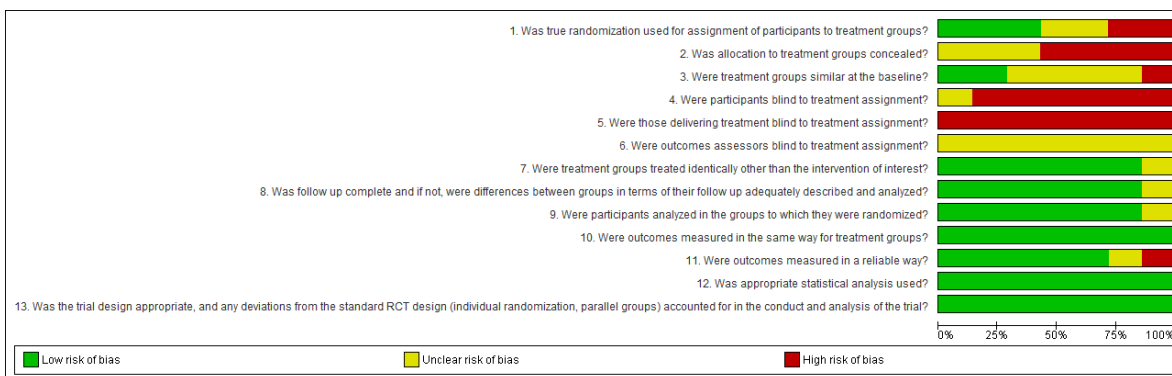 1. Was true randomization used for assignment of participants to treatment groups?
2. Was allocation to treatment groups concealed?
3. Were treatment groups similar at the baseline?
4. Were participants blind to treatment assignment?
5. Were those delivering treatment blind to treatment assignment?
6. Were outcomes assessors blind to treatment assignment?
7. Were treatment groups treated identically other than the intervention of interest?
8. Was follow up complete and if not, were differences between groups in terms of their follow up adequately described and analyzed?
9. Were participants analyzed in the groups to which they were randomized?
10. Were outcomes measured in the same way for treatment groups?
11. Were outcomes measured in a reliable way?
12. Was appropriate statistical analysis used?
13. Was the trial design appropriate, and any deviations from the standard RCT design (individual randomization, parallel groups) accounted for in the conduct and analysis of the trial?
0% 25% 50% 75% 100%
Low risk of bias Unclear risk of bias High risk of bias